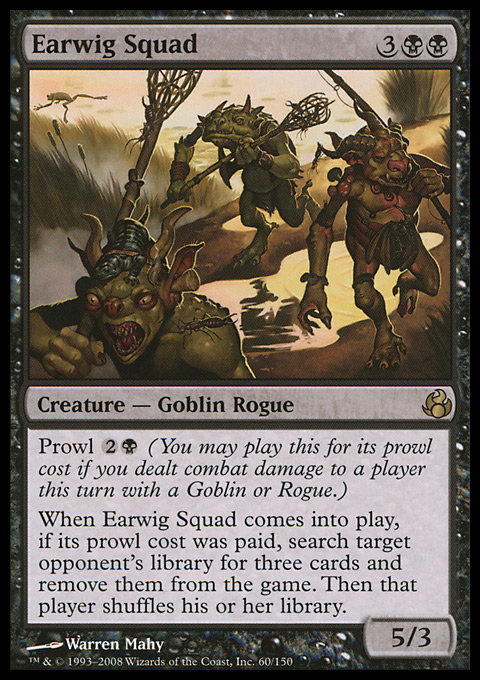 Earwig Squad 3
Creature — Goblin Rogue
Prowl 2 (You may play this for its prowl
cost if you dealt combat damage to a player
this turn with a Goblin or Rogue.)
When Earwig Squad comes into play,
if its prowl cost was paid, search target
opponent's library for three cards and
remove them from the game. Then that
player shuffles his or her library.
Warren Mahy
5/3
™ & © 1993–2008 Wizards of the Coast, Inc. 60/150